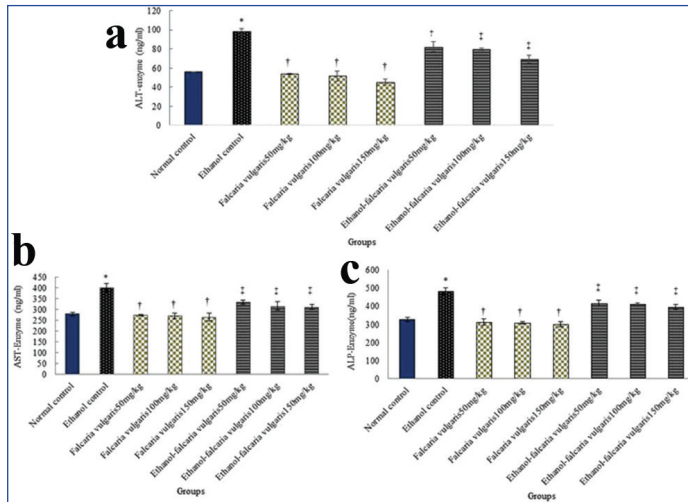 a
ALT-enzyme (ng/ml)
120
100
80
60
40
20
0
*
†
†
†
†
‡
‡
Normal control
Ethanol control
Falcaria vulgaris50mg/kg
Falcaria vulgaris100mg/kg
Falcaria vulgaris150mg/kg
Ethanol-falcaria vulgaris50mg/kg
Ethanol-falcaria vulgaris100mg/kg
Ethanol-falcaria vulgaris150mg/kg
Groups
b
AST-Enzyme (ng/ml)
450
400
350
300
250
200
150
100
50
0
*
†
†
†
‡
‡
‡
Normal control
Ethanol control
Falcaria vulgaris50mg/kg
Falcaria vulgaris100mg/kg
Falcaria vulgaris150mg/kg
Ethanol-falcaria vulgaris50mg/kg
Ethanol-falcaria vulgaris100mg/kg
Ethanol-falcaria vulgaris150mg/kg
Groups
c
ALP-Enzyme(ng/ml)
600
500
400
300
200
100
0
*
†
†
†
‡
‡
‡
Normal control
Ethanol control
Falcaria vulgaris50mg/kg
Falcaria vulgaris100mg/kg
Falcaria vulgaris150mg/kg
Ethanol-falcaria vulgaris50mg/kg
Ethanol-falcaria vulgaris100mg/kg
Ethanol-falcaria vulgaris150mg/kg
Groups